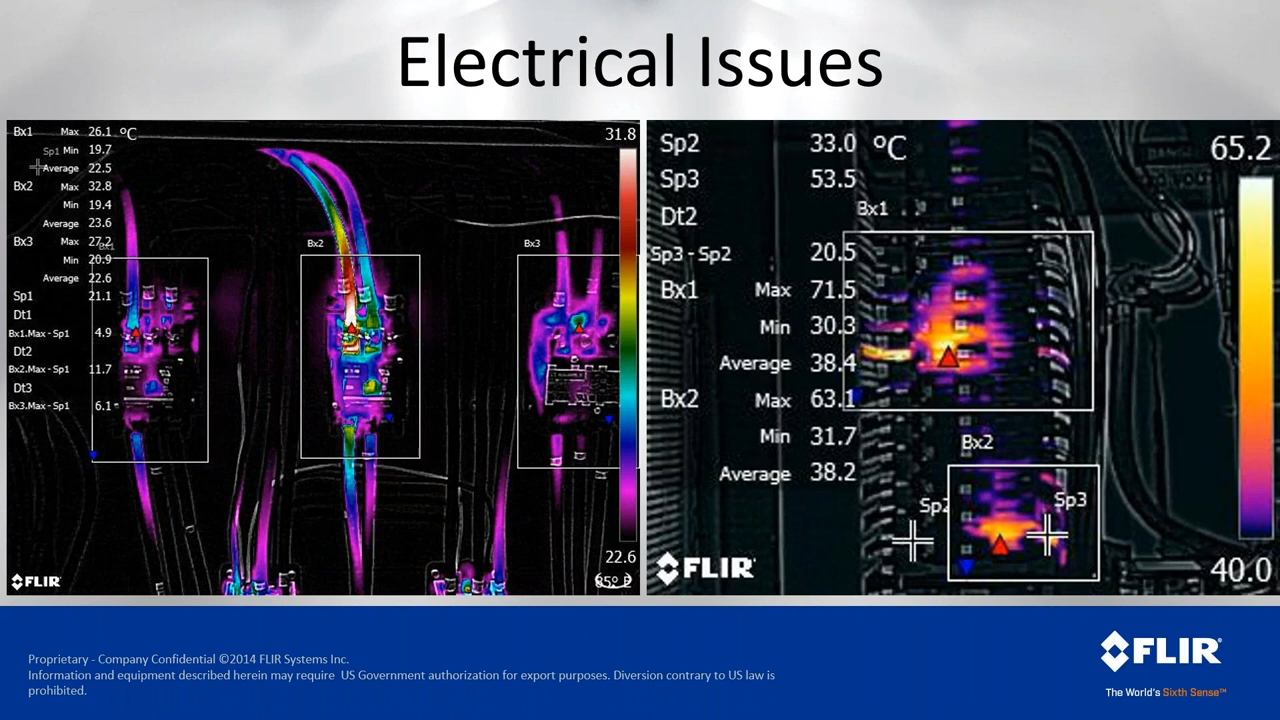 Electrical Issues
Bx1 Max 26.1 °C
Sp1 Min 19.7
Average 22.5
Bx2 Max 32.8
Min 19.4
Average 23.6
Bx3 Max 27.2
Bx1
Min 20.9
Average 22.6
Sp1 21.1
Dt1
Bx1.Max - Sp1 4.9
Dt2
Bx2.Max - Sp1 11.7
Dt3
Bx3.Max - Sp1 6.1
31.8
Bx2
Bx3
22.6
FLIR
Sp2 33.0 °C
Sp3 53.5
Dt2
Sp3 - Sp2 20.5
Bx1 Max 71.5
Min 30.3
Average 38.4
Bx2 Max 63.1
Min 31.7
Average 38.2
65.2
Bx1
Bx2
Sp2
Sp3
40.0
FLIR
Proprietary - Company Confidential ©2014 FLIR Systems Inc.
Information and equipment described herein may require US Government authorization for export purposes. Diversion contrary to US law is
prohibited.
FLIR
The World's Sixth Sense™